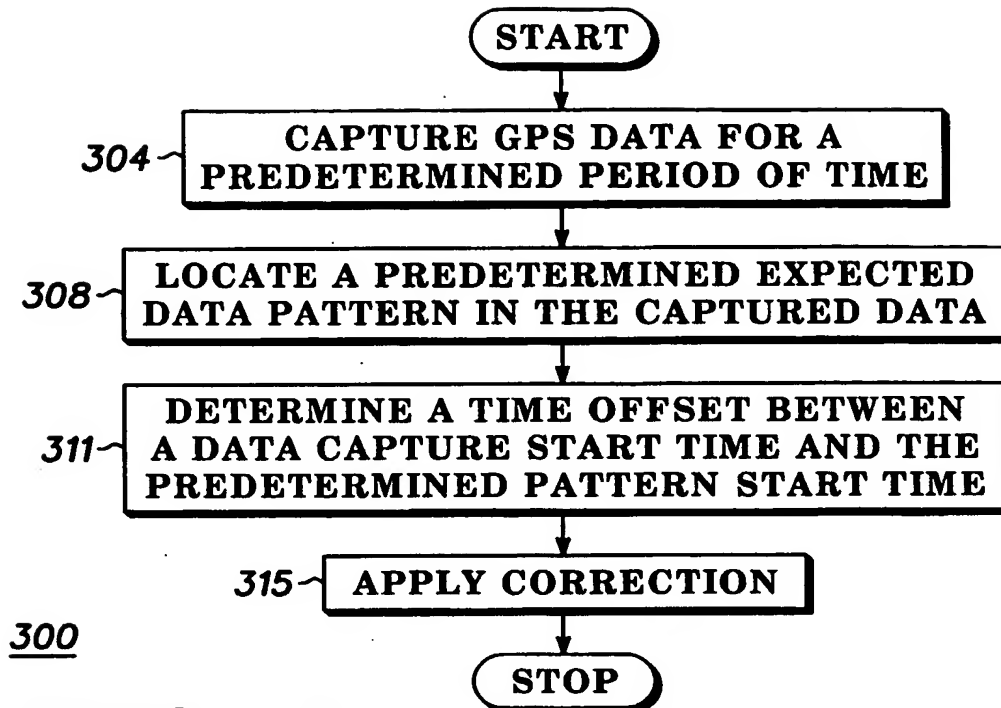 START
304
CAPTURE GPS DATA FOR A
PREDETERMINED PERIOD OF TIME
308
LOCATE A PREDETERMINED EXPECTED
DATA PATTERN IN THE CAPTURED DATA
311
DETERMINE A TIME OFFSET BETWEEN
A DATA CAPTURE START TIME AND THE
PREDETERMINED PATTERN START TIME
315
APPLY CORRECTION
300
STOP